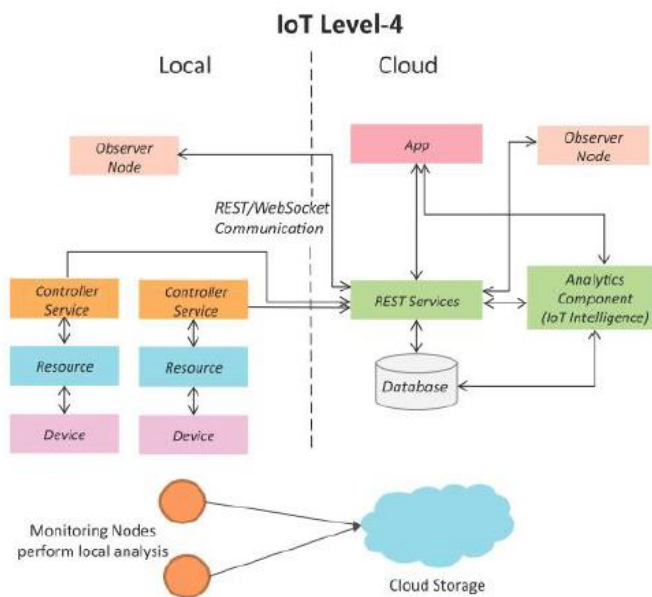 IoT Level-4
Local
Cloud
Observer
Node
App
Observer
Node
REST/WebSocket
Communication
Controller
Service
Controller
Service
REST Services
Analytics
Component
(IoT Intelligence)
Resource
Resource
Database
Device
Device
Monitoring Nodes
perform local analysis
Cloud Storage